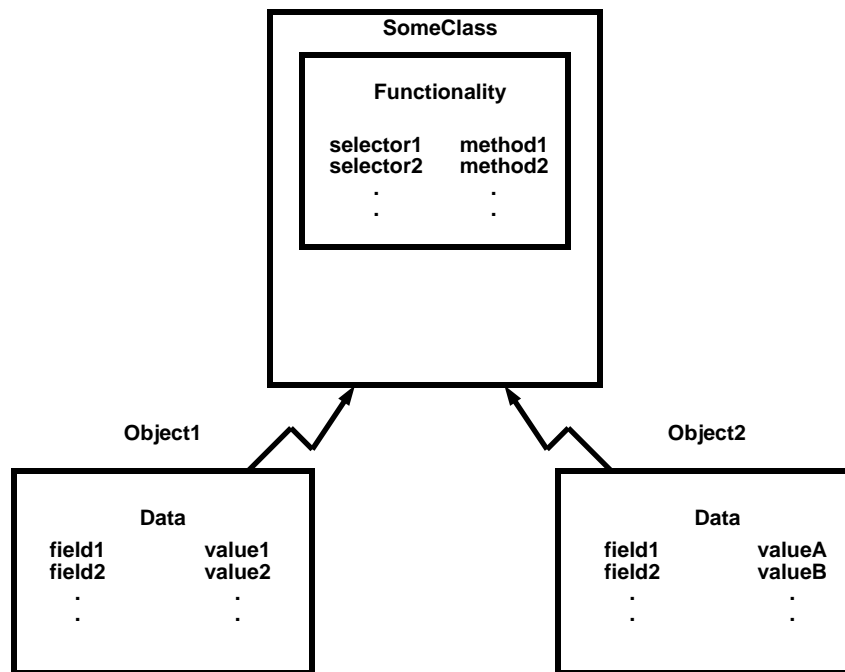 SomeClass
Functionality
selector1 method1
selector2 method2
. .
. .
Object1
Object2
Data
field1 value1
field2 value2
. .
. .
Data
field1 valueA
field2 valueB
. .
. .